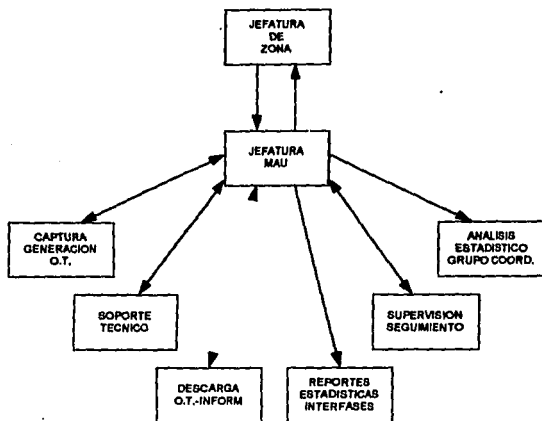 JEFATURA
DE
ZONA
JEFATURA
MAU
CAPTURA
GENERACION
O.T.
ANALISIS
ESTADISTICO
GRUPO COORD.
SOPORTE
TECNICO
SUPERVISION
SEGUIMIENTO
DESCARGA
O.T.-INFORM
REPORTES
ESTADISTICAS
INTERFASES